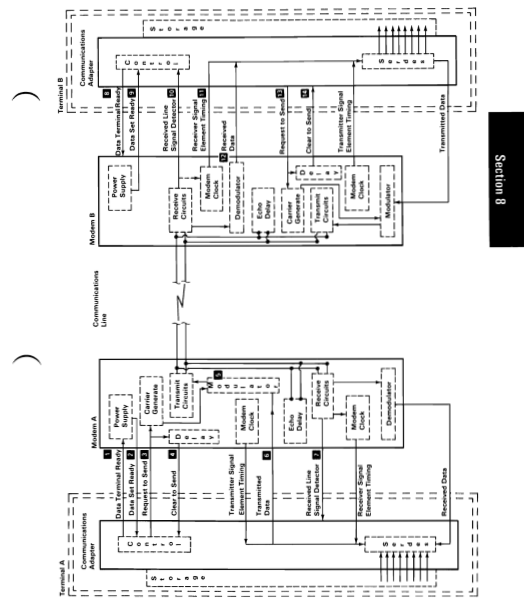 Terminal A
Communications
Adapter
Storage
Control
Serdes
Modem A
1
Data Terminal Ready
2
Data Set Ready
3
Request to Send
4
Clear to Send
Transmitter Signal
Element Timing
6
Transmitted
Data
7
Received Line
Signal Detector
Receiver Signal
Element Timing
Received Data
Power
Supply
Carrier
Generate
Delay
Transmit
Circuits
5
Modulator
Modem
Clock
Echo
Delay
Receive
Circuits
Modem
Clock
Demodulator
Communications
Line
Modem B
Power
Supply
Receive
Circuits
Modem
Clock
Demodulator
Echo
Delay
Carrier
Generate
Delay
Transmit
Circuits
Modem
Clock
Modulator
Terminal B
Communications
Adapter
8
Data Terminal Ready
9
Data Set Ready
10
Received Line
Signal Detector
11
Receiver Signal
Element Timing
12
Received
Data
13
Request to Send
14
Clear to Send
Transmitter Signal
Element Timing
Transmitted Data
Control
Serdes
Storage
Section 8